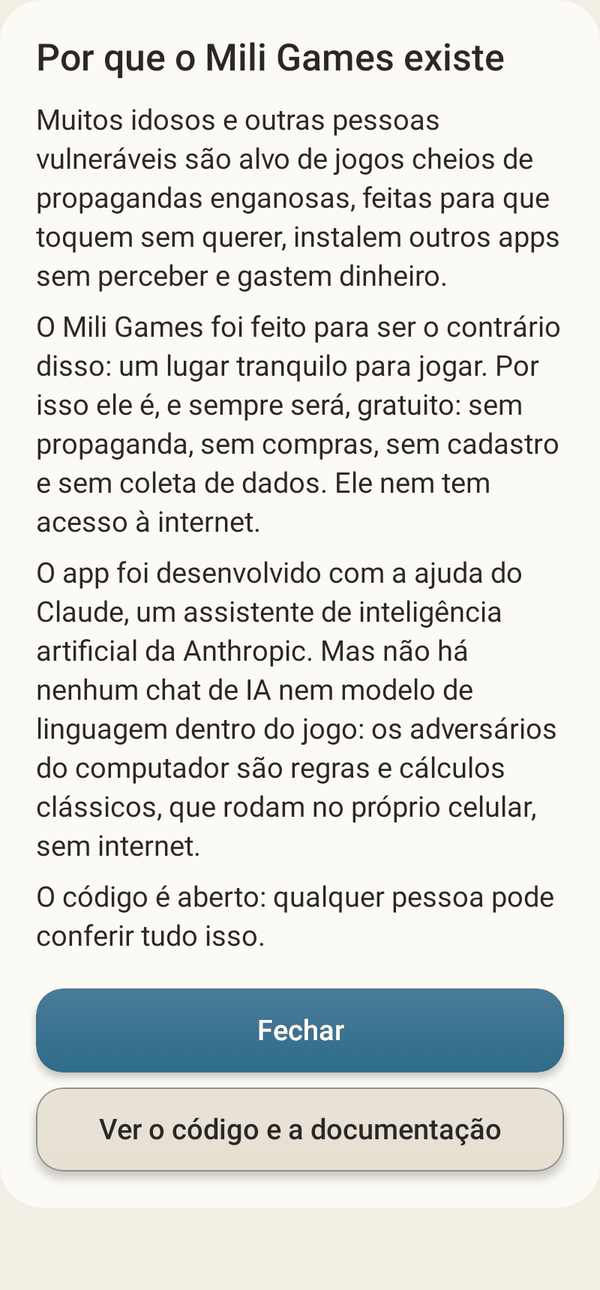 Por que o Mili Games existe
Muitos idosos e outras pessoas
vulneráveis são alvo de jogos cheios de
propagandas enganosas, feitas para que
toquem sem querer, instalem outros apps
sem perceber e gastem dinheiro.
O Mili Games foi feito para ser o contrário
disso: um lugar tranquilo para jogar. Por
isso ele é, e sempre será, gratuito: sem
propaganda, sem compras, sem cadastro
e sem coleta de dados. Ele nem tem
acesso à internet.
O app foi desenvolvido com a ajuda do
Claude, um assistente de inteligência
artificial da Anthropic. Mas não há
nenhum chat de IA nem modelo de
linguagem dentro do jogo: os adversários
do computador são regras e cálculos
clássicos, que rodam no próprio celular,
sem internet.
O código é aberto: qualquer pessoa pode
conferir tudo isso.
Fechar
Ver o código e a documentação